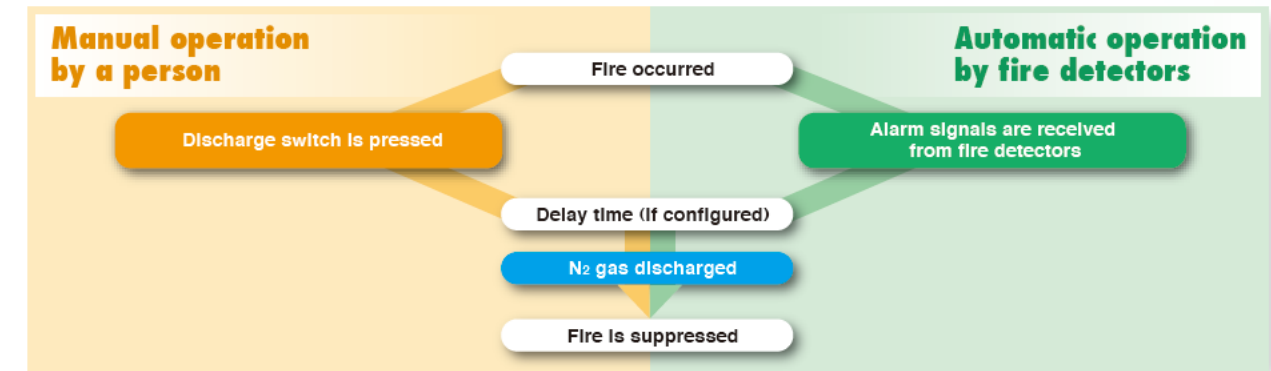 Manual operation
by a person
Automatic operation
by fire detectors
Fire occurred
Discharge switch is pressed
Alarm signals are received
from fire detectors
Delay time (if configured)
N₂ gas discharged
Fire is suppressed